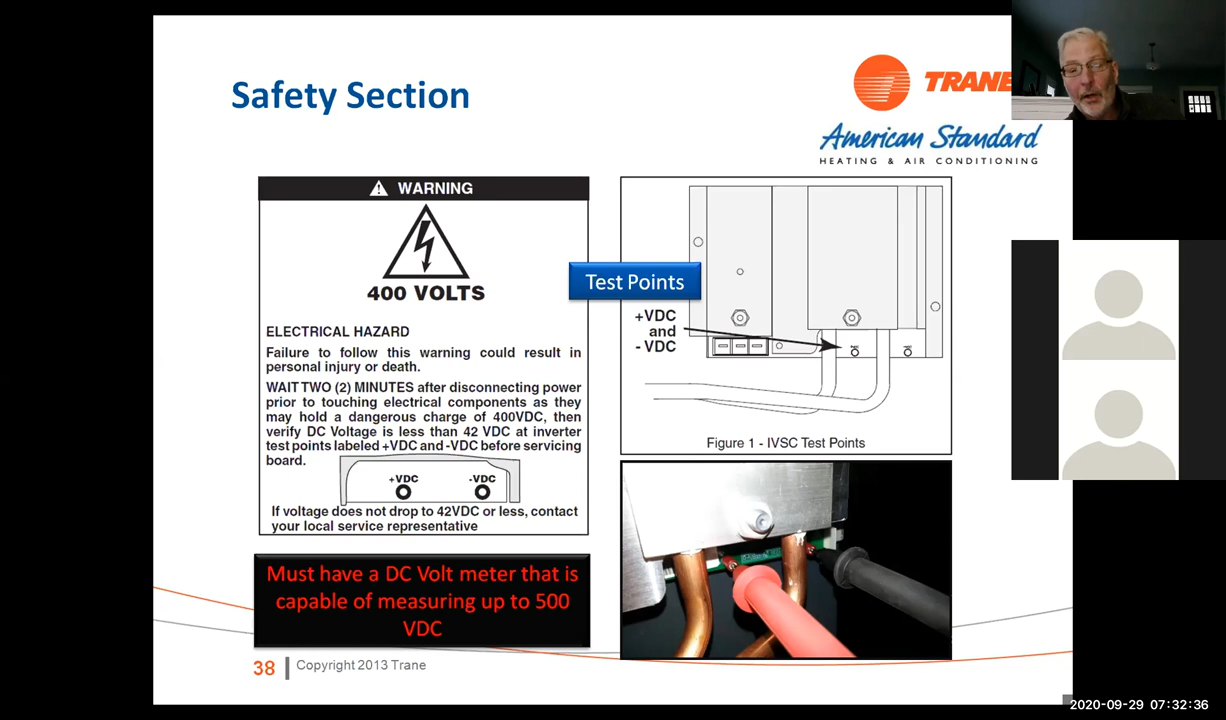 Safety Section
TRANE
American Standard
HEATING & AIR CONDITIONING
WARNING
400 VOLTS
ELECTRICAL HAZARD
Failure to follow this warning could result in
personal injury or death.
WAIT TWO (2) MINUTES after disconnecting power
prior to touching electrical components as they
may hold a dangerous charge of 400VDC, then
verify DC Voltage is less than 42 VDC at inverter
test points labeled +VDC and -VDC before servicing
board.
+VDC
-VDC
If voltage does not drop to 42VDC or less, contact
your local service representative
Test Points
+VDC
and
- VDC
Figure 1 - IVSC Test Points
Must have a DC Volt meter that is
capable of measuring up to 500
VDC
38
Copyright 2013 Trane
2020-09-29 07:32:36